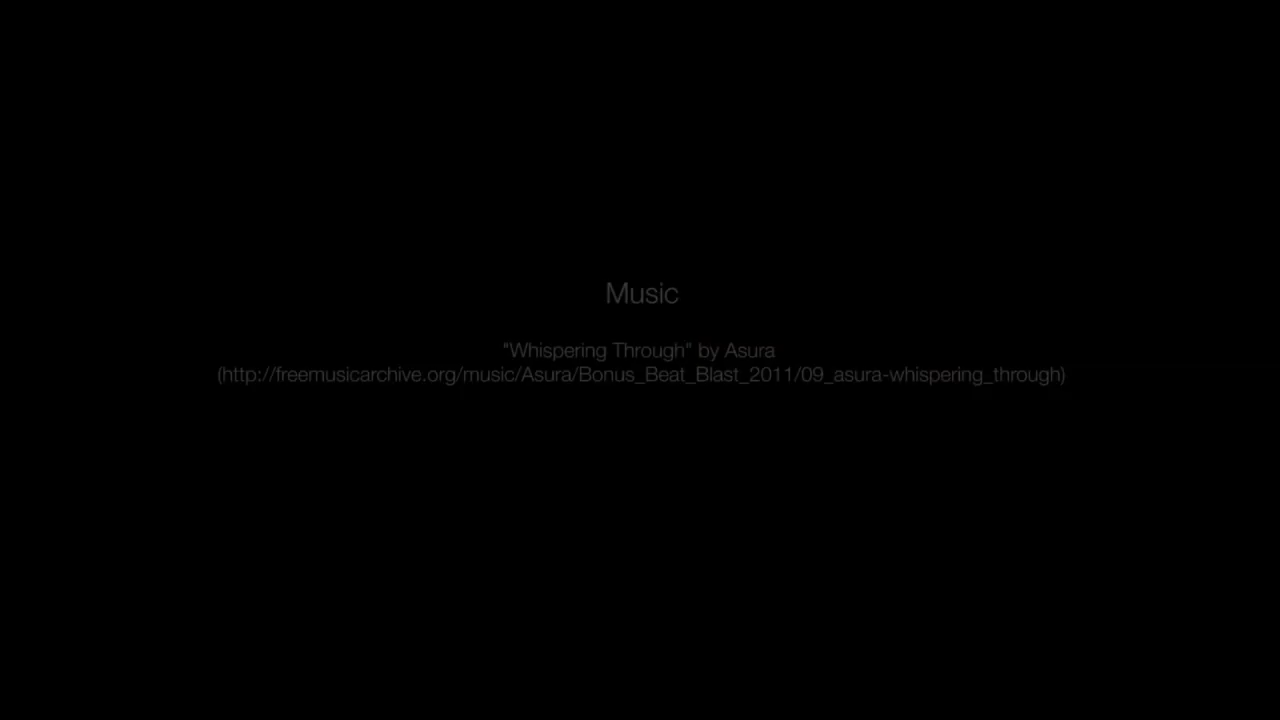 Music
"Whispering Through" by Asura
(http://freemusicarchive.org/music/Asura/Bonus_Beat_Blast_2011/09_asura-whispering_through)